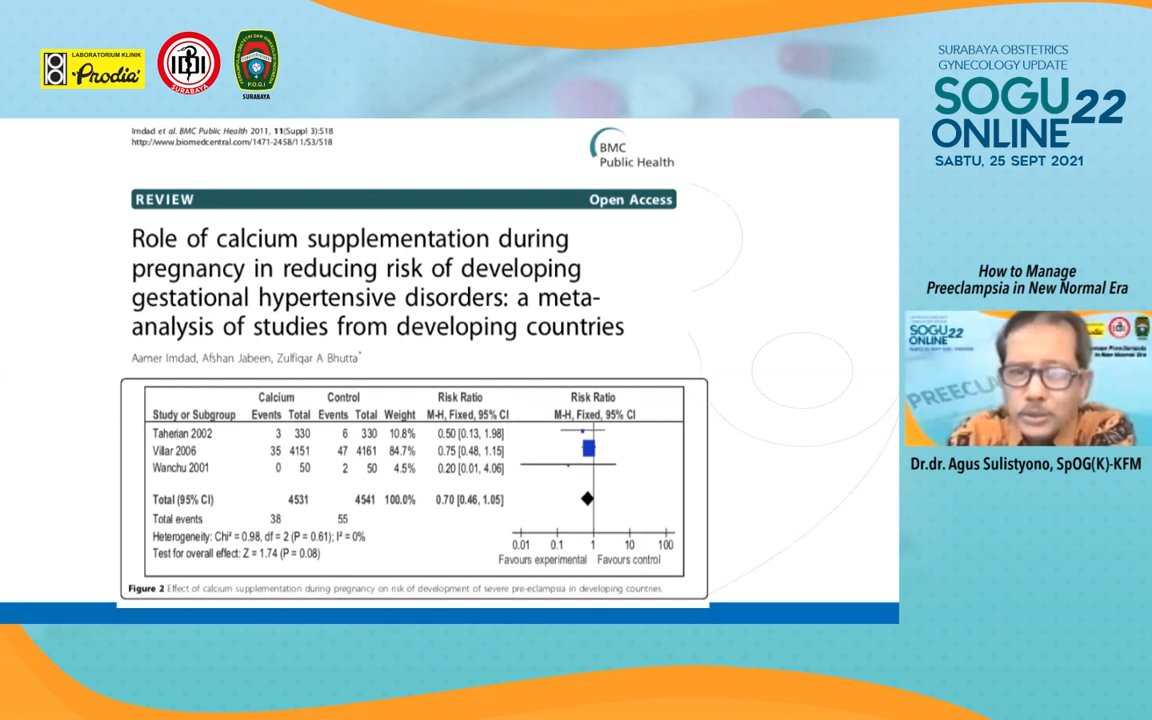 LABORATORIUM KLINIK
Prodia
IDI
SURABAYA
P.O.G.I
SURABAYA
SURABAYA OBSTETRICS
GYNECOLOGY UPDATE
SOGU 22
ONLINE
SABTU, 25 SEPT 2021
Imdad et al. BMC Public Health 2011, 11(Suppl 3):S18
http://www.biomedcentral.com/1471-2458/11/S3/S18
BMC
Public Health
REVIEW Open Access
Role of calcium supplementation during
pregnancy in reducing risk of developing
gestational hypertensive disorders: a meta-
analysis of studies from developing countries
Aamer Imdad, Afshan Jabeen, Zulfiqar A Bhutta*
Calcium Control Risk Ratio Risk Ratio
Study or Subgroup Events Total Events Total Weight M-H, Fixed, 95% CI M-H, Fixed, 95% CI
Taherian 2002 3 330 6 330 10.8% 0.50 [0.13, 1.98]
Villar 2006 35 4151 47 4161 84.7% 0.75 [0.48, 1.15]
Wanchu 2001 0 50 2 50 4.5% 0.20 [0.01, 4.06]
Total (95% CI) 4531 4541 100.0% 0.70 [0.46, 1.05]
Total events 38 55
Heterogeneity: Chi² = 0.98, df = 2 (P = 0.61); I² = 0%
Test for overall effect: Z = 1.74 (P = 0.08)
0.01 0.1 1 10 100
Favours experimental Favours control
Figure 2 Effect of calcium supplementation during pregnancy on risk of development of severe pre-eclampsia in developing countries
How to Manage
Preeclampsia in New Normal Era
SOGU 22
ONLINE
PREECLA
Dr.dr. Agus Sulistyono, SpOG(K)-KFM